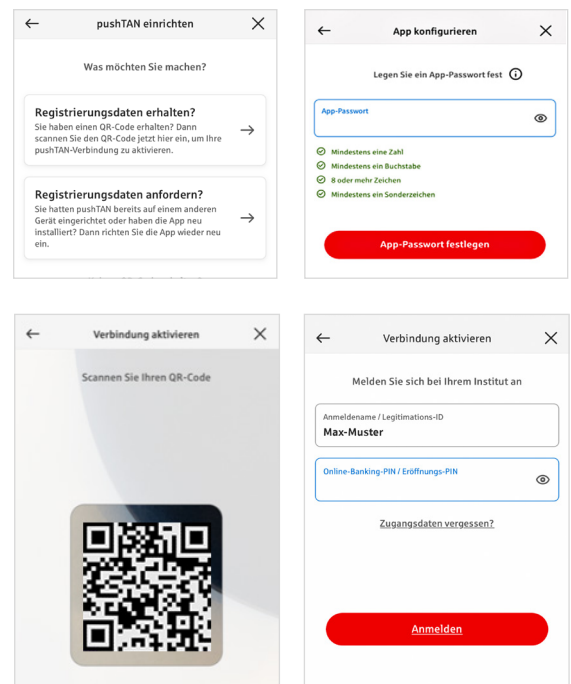 pushTAN einrichten
Was möchten Sie machen?
Registrierungsdaten erhalten?
Sie haben einen QR-Code erhalten? Dann
scannen Sie den QR-Code jetzt hier ein, um Ihre
pushTAN-Verbindung zu aktivieren.
Registrierungsdaten anfordern?
Sie hatten pushTAN bereits auf einem anderen
Gerät eingerichtet oder haben die App neu
installiert? Dann richten Sie die App wieder neu
ein.
App konfigurieren
Legen Sie ein App-Passwort fest
App-Passwort
Mindestens eine Zahl
Mindestens ein Buchstabe
8 oder mehr Zeichen
Mindestens ein Sonderzeichen
App-Passwort festlegen
Verbindung aktivieren
Scannen Sie Ihren QR-Code
Verbindung aktivieren
Melden Sie sich bei Ihrem Institut an
Anmeldename / Legitimations-ID
Max-Muster
Online-Banking-PIN / Eröffnungs-PIN
Zugangsdaten vergessen?
Anmelden